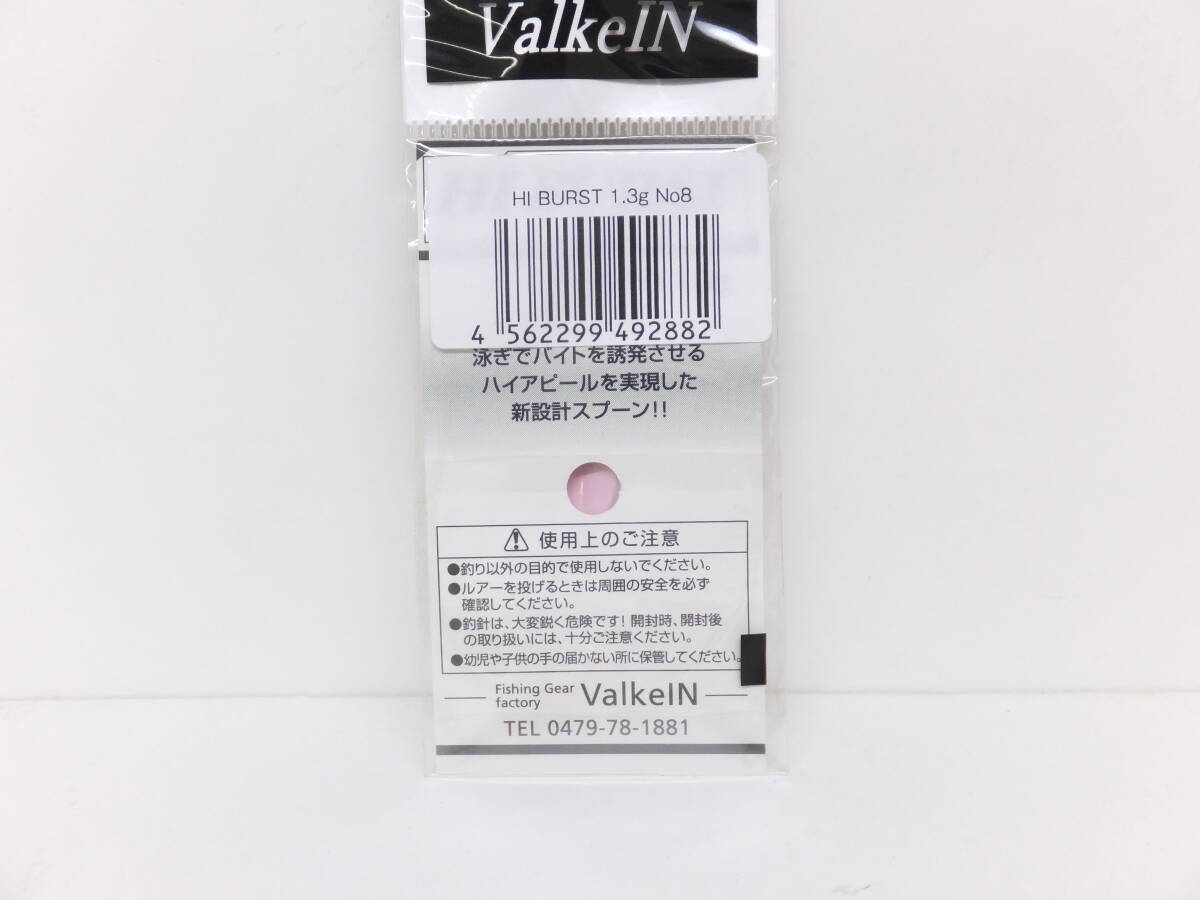 ValkeIN
HI BURST 1.3g No8
4 562299 492882
泳ぎでバイトを誘発させる
ハイアピールを実現した
新設計スプーン!!
使用上のご注意
●釣り以外の目的で使用しないでください。
●ルアーを投げるときは周囲の安全を必ず
確認してください。
●釣針は、大変鋭く危険です!開封時、開封後
の取り扱いには、十分ご注意ください。
●幼児や子供の手の届かない所に保管してください。
Fishing Gear
factory ValkeIN
TEL 0479-78-1881